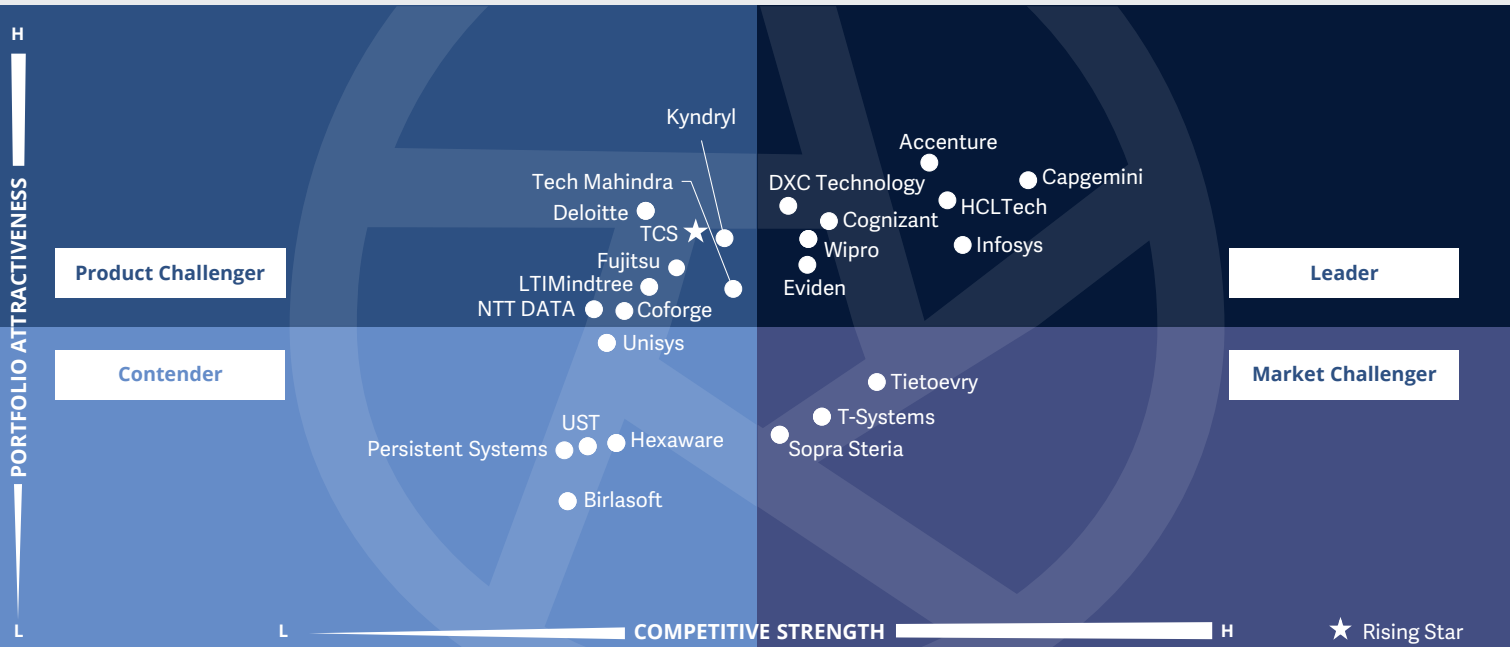 H
Kyndryl
Accenture
Tech Mahindra
DXC Technology
Capgemini
Deloitte
HCLTech
Cognizant
TCS
Infosys
Wipro
Fujitsu
Product Challenger
Leader
LTIMindtree
Eviden
NTT DATA
Coforge
Unisys
Contender
Market Challenger
Tietoevry
T-Systems
UST
Hexaware
Persistent Systems
Sopra Steria
Birlasoft
PORTFOLIO ATTRACTIVENESS
L
L
COMPETITIVE STRENGTH
H
Rising Star